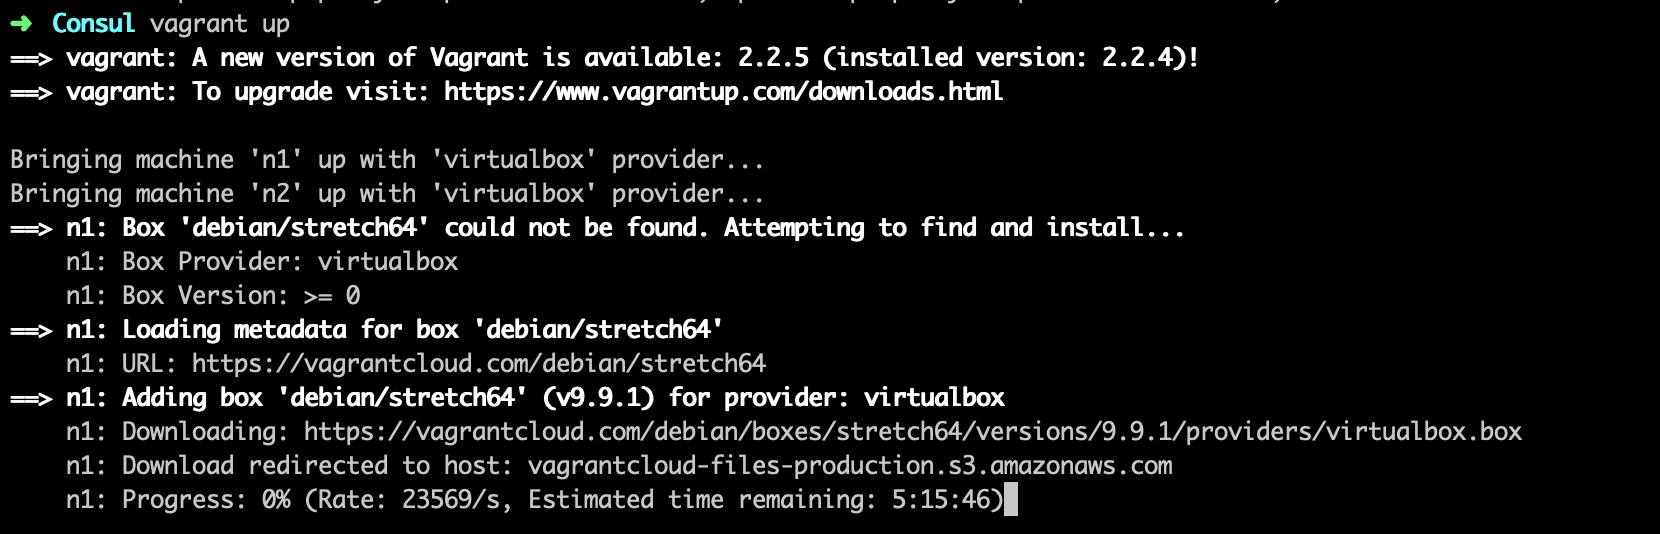 ➜ Consul vagrant up
==> vagrant: A new version of Vagrant is available: 2.2.5 (installed version: 2.2.4)!
==> vagrant: To upgrade visit: https://www.vagrantup.com/downloads.html
Bringing machine 'n1' up with 'virtualbox' provider...
Bringing machine 'n2' up with 'virtualbox' provider...
==> n1: Box 'debian/stretch64' could not be found. Attempting to find and install...
n1: Box Provider: virtualbox
n1: Box Version: >= 0
==> n1: Loading metadata for box 'debian/stretch64'
n1: URL: https://vagrantcloud.com/debian/stretch64
==> n1: Adding box 'debian/stretch64' (v9.9.1) for provider: virtualbox
n1: Downloading: https://vagrantcloud.com/debian/boxes/stretch64/versions/9.9.1/providers/virtualbox.box
n1: Download redirected to host: vagrantcloud-files-production.s3.amazonaws.com
n1: Progress: 0% (Rate: 23569/s, Estimated time remaining: 5:15:46)